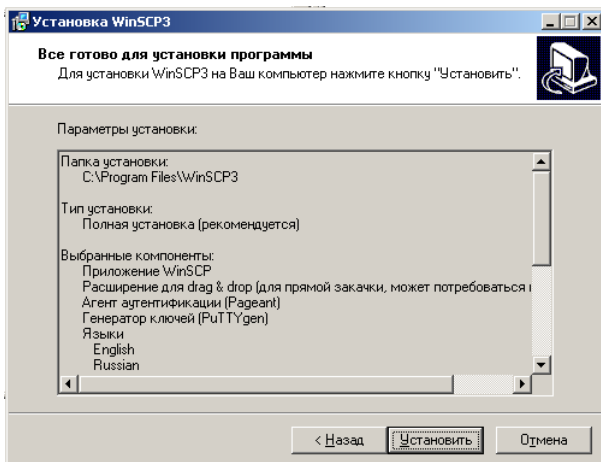 Установка WinSCP3
Все готово для установки программы
Для установки WinSCP3 на Ваш компьютер нажмите кнопку "Установить".
Параметры установки:
Папка установки:
C:\Program Files\WinSCP3
Тип установки:
Полная установка (рекомендуется)
Выбранные компоненты:
Приложение WinSCP
Расширение для drag & drop (для прямой закачки, может потребоваться
Агент аутентификации (Pageant)
Генератор ключей (PuTTYgen)
Языки
English
Russian
< Назад Установить Отмена